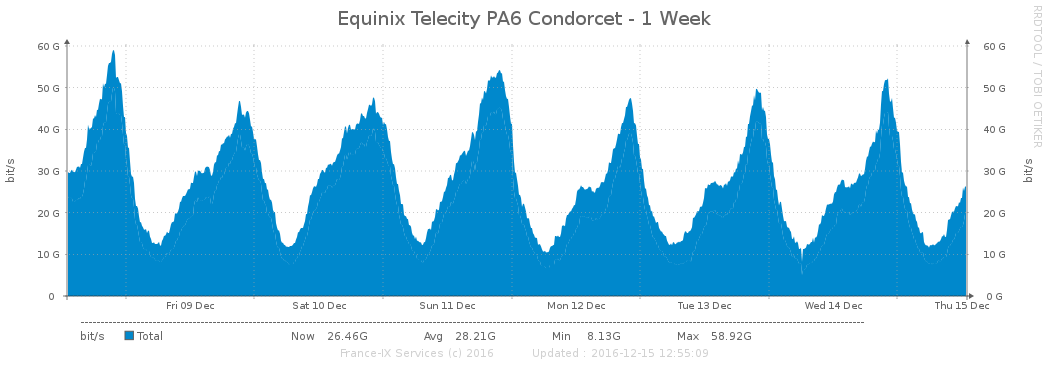 Equinix Telecity PA6 Condorcet - 1 Week
RRDTOOL / TOBI OETIKER
60 G 60 G
50 G 50 G
40 G 40 G
30 G 30 G
20 G 20 G
10 G 10 G
0 0 G
bit/s bit/s
Fri 09 Dec Sat 10 Dec Sun 11 Dec Mon 12 Dec Tue 13 Dec Wed 14 Dec Thu 15 Dec
bit/s Total Now 26.46G Avg 28.21G Min 8.13G Max 58.92G
France-IX Services (c) 2016 Updated : 2016-12-15 12:55:09